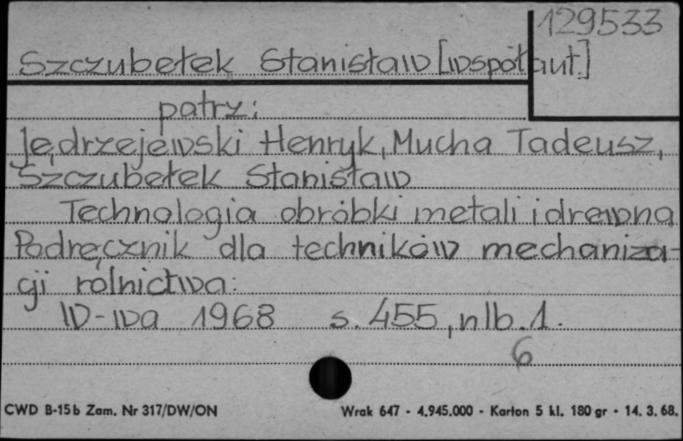 129533
Szczubełek Stanisław [współaut.]
patrz:
Jędrzejewski Henryk, Mucha Tadeusz,
Szczubełek Stanisław
Technologia obróbki metali i drewna
Podręcznik dla techników mechaniza-
cji rolnictwa.
W-wa 1968 s. 455, nlb. 1.
6
CWD B-15b Zam. Nr 317/DW/ON Wrak 647 - 4.945.000 - Karton 5 kl. 180 gr - 14. 3. 68.